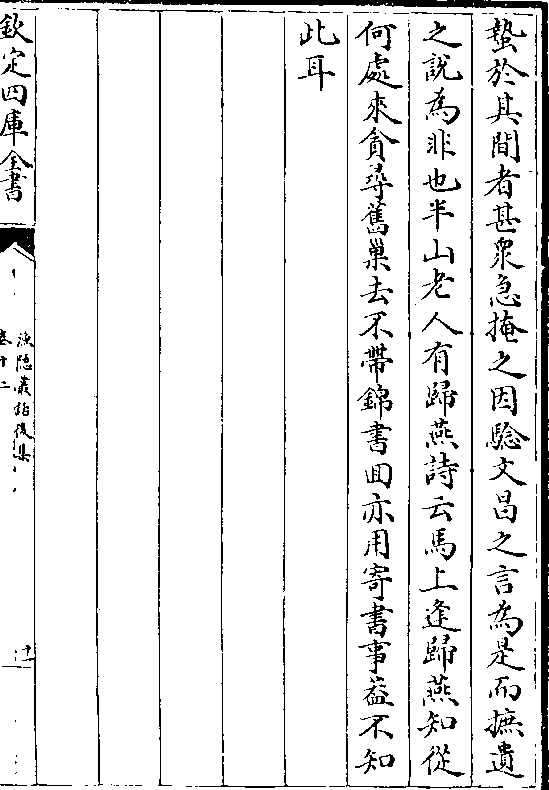 蟄於其間者甚衆急掩之因驗文昌之言為是而摭遺
之說為非也半山老人有歸燕詩云馬上逢歸燕知從
何處來貪尋舊巢去不帶錦書回亦用寄書事葢不知
此耳
欽定四庫全書
漁隠叢話後集
卷十二
十一